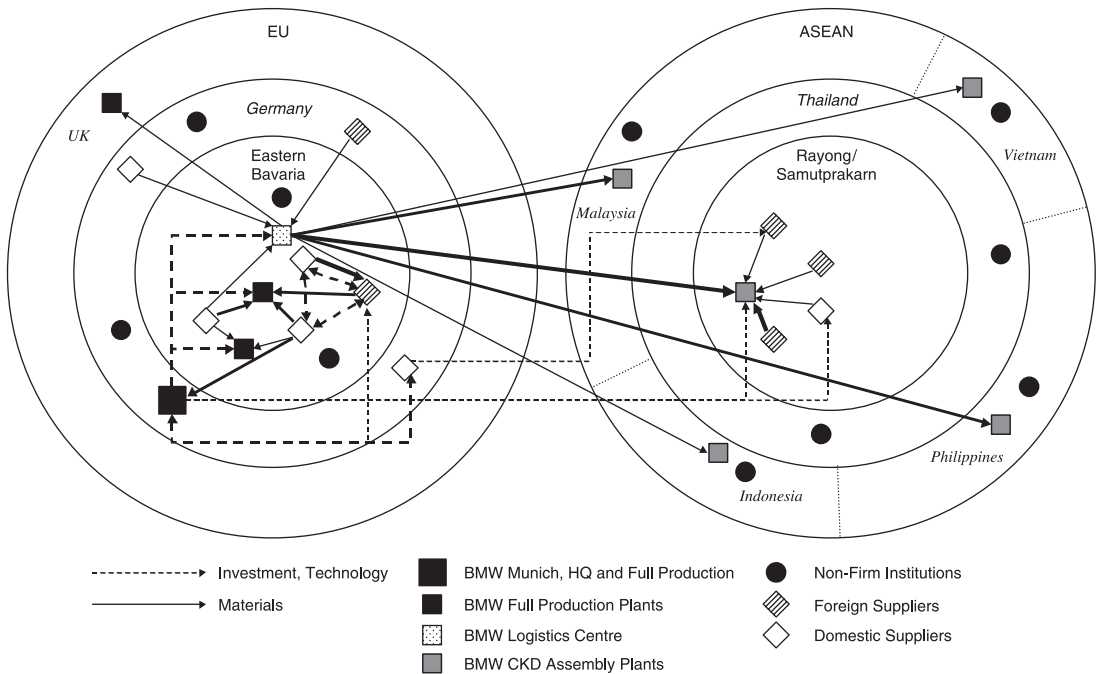 EU
ASEAN
Germany
Thailand
UK
Eastern
Bavaria
Rayong/
Samutprakarn
Vietnam
Malaysia
Philippines
Indonesia
Investment, Technology
Materials
BMW Munich, HQ and Full Production
BMW Full Production Plants
BMW Logistics Centre
BMW CKD Assembly Plants
Non-Firm Institutions
Foreign Suppliers
Domestic Suppliers